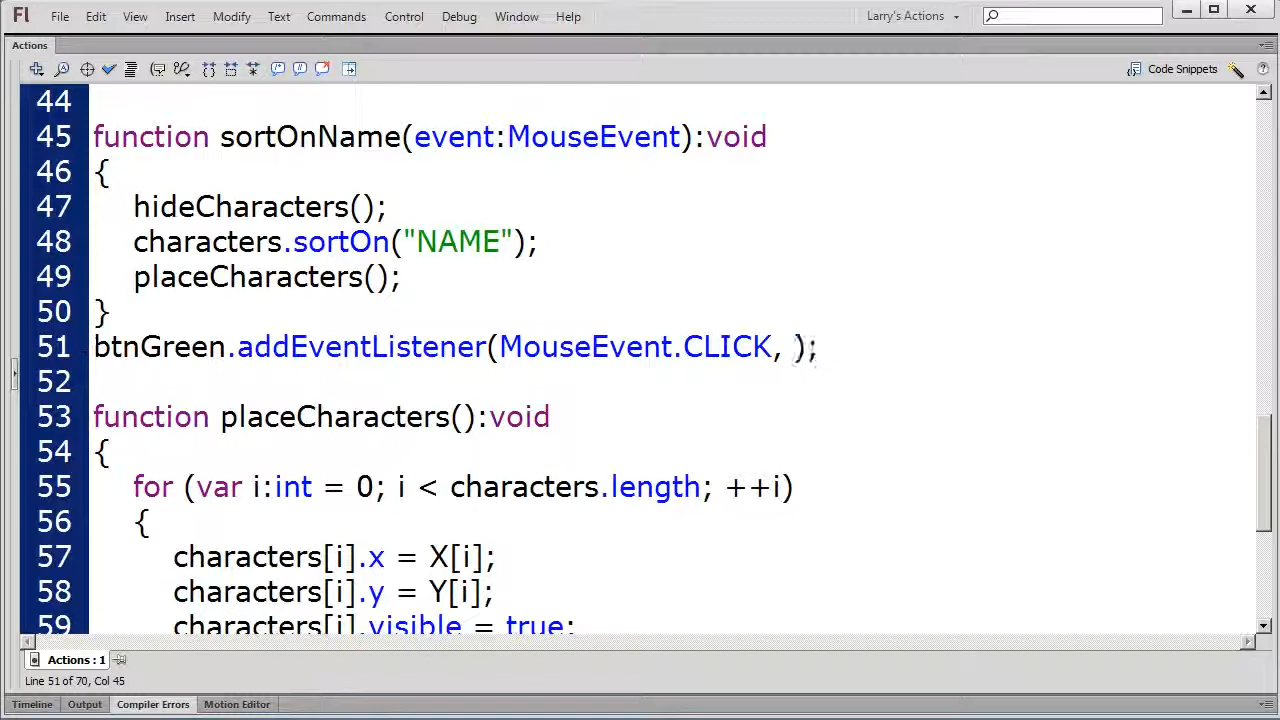 Fl File Edit View Insert Modify Text Commands Control Debug Window Help Larry's Actions
Actions
Code Snippets
44
45 function sortOnName(event:MouseEvent):void
46 {
47 hideCharacters();
48 characters.sortOn("NAME");
49 placeCharacters();
50 }
51 btnGreen.addEventListener(MouseEvent.CLICK, );
52
53 function placeCharacters():void
54 {
55 for (var i:int = 0; i < characters.length; ++i)
56 {
57 characters[i].x = X[i];
58 characters[i].y = Y[i];
59 characters[i].visible = true;
Actions : 1
Line 51 of 70, Col 45
Timeline Output Compiler Errors Motion Editor